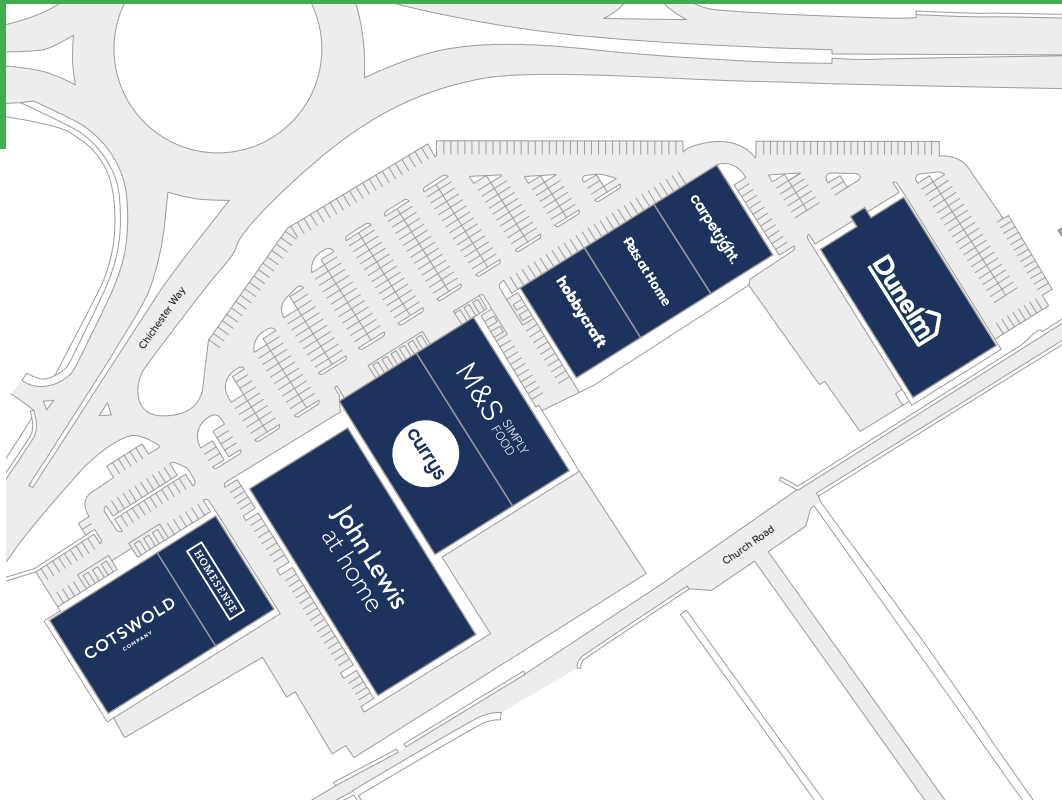 carpetright.
Pets at Home
hobbycraft
Dunelm
Chichester Way
M&S
SIMPLY
FOOD
currys
John Lewis
at home
HOMESENSE
COTSWOLD
COMPANY
Church Road